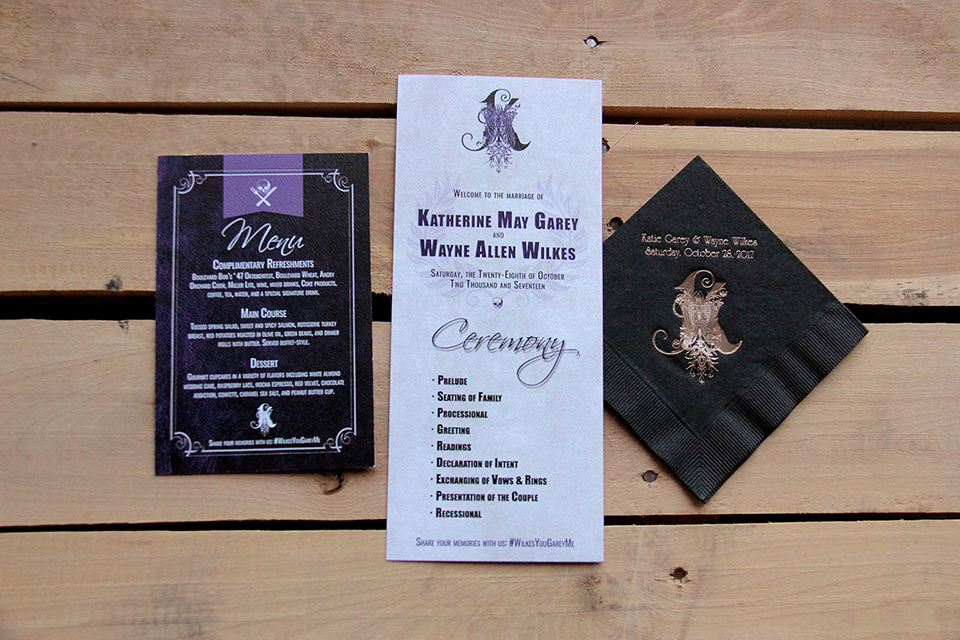 Menu
Complimentary Refreshments
Boulevard Bob's '47 Oktoberfest, Boulevard Wheat, Angry
Orchard Cider, Miller Lite, wine, mixed drinks, Coke products,
coffee, tea, water, and a special signature drink.
Main Course
Tossed spring salad, sweet and spicy salmon, rotisserie turkey
breast, red potatoes roasted in olive oil, green beans, and dinner
rolls with butter. Served buffet-style.
Dessert
Gourmet cupcakes in a variety of flavors including white almond
wedding cake, raspberry lace, mocha espresso, red velvet, chocolate
addiction, confetti, caramel sea salt, and peanut butter cup.
Share your memories with us: #WilkesYouGareyMe
Welcome to the marriage of
Katherine May Garey
and
Wayne Allen Wilkes
Saturday, the Twenty-Eighth of October
Two Thousand and Seventeen
Ceremony
· Prelude
· Seating of Family
· Processional
· Greeting
· Readings
· Declaration of Intent
· Exchanging of Vows & Rings
· Presentation of the Couple
· Recessional
Share your memories with us: #WilkesYouGareyMe
Katie Garey & Wayne Wilkes
Saturday, October 28, 2017